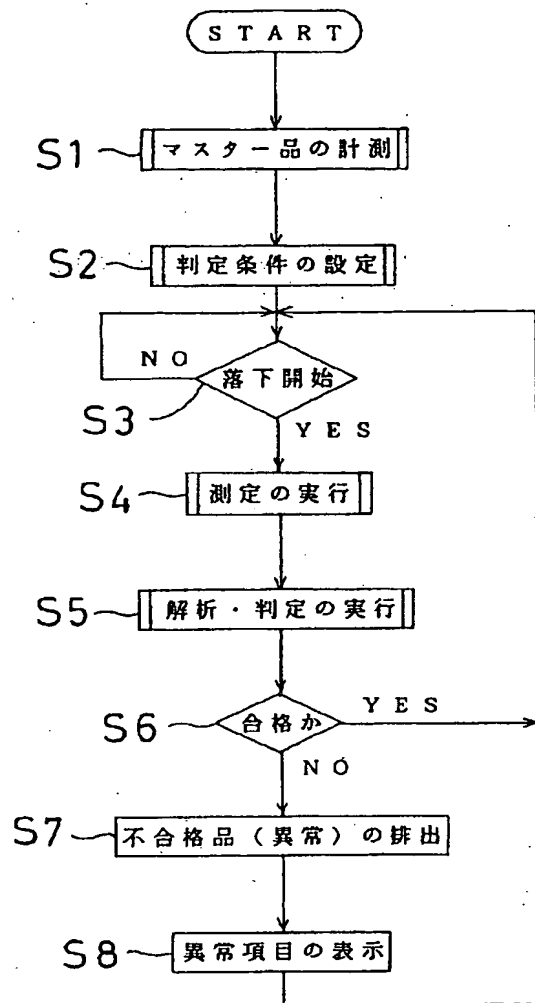 START
S1 マスター品の計測
S2 判定条件の設定
NO
落下開始
S3
YES
S4 測定の実行
S5 解析・判定の実行
YES
S6 合格か
NO
S7 不合格品(異常)の排出
S8 異常項目の表示